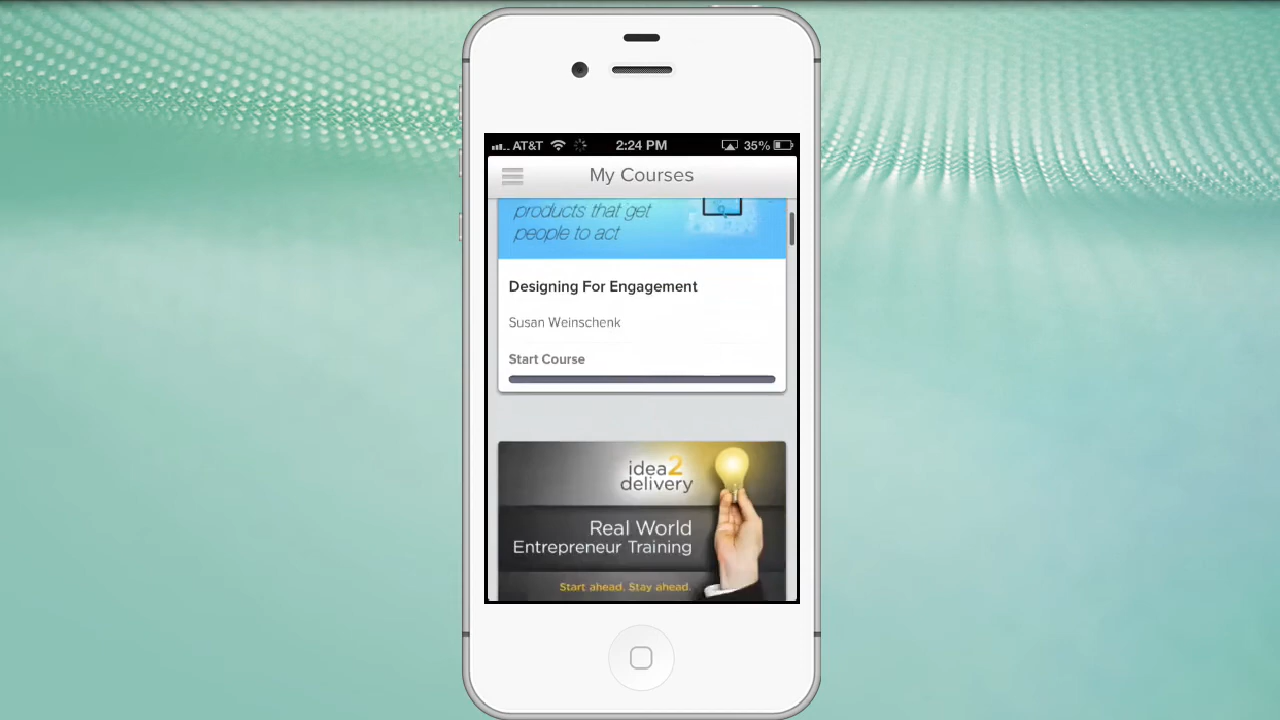 AT&T 2:24 PM 35%
My Courses
products that get
people to act
Designing For Engagement
Susan Weinschenk
Start Course
idea2
delivery
Real World
Entrepreneur Training
Start ahead. Stay ahead.